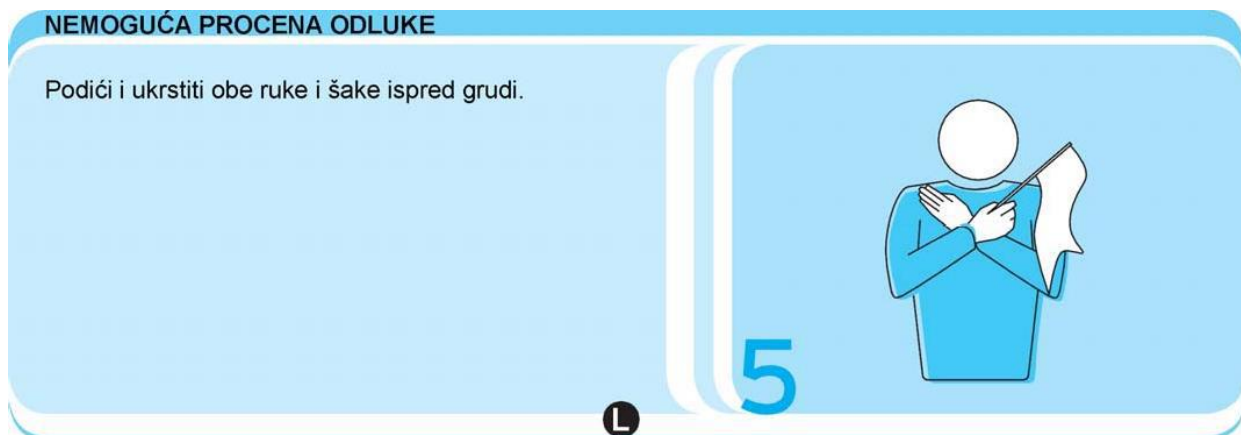 NEMOGUĆA PROCENA ODLUKE
Podići i ukrstiti obe ruke i šake ispred grudi.
5
L